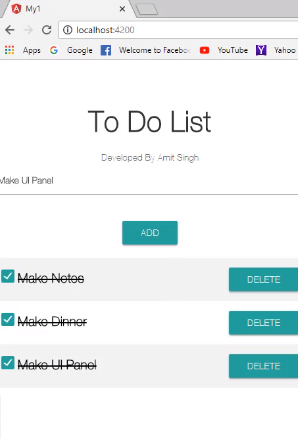 My1
localhost:4200
Apps Google Welcome to Facebo YouTube Yahoo
To Do List
Developed By Amit Singh
Make UI Panel
ADD
Make Notes DELETE
Make Dinner DELETE
Make UI Panel DELETE